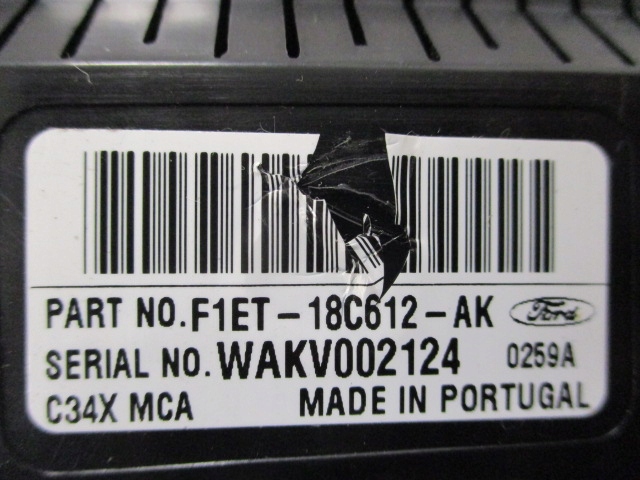 PART NO. F1ET-18C612-AK Ford
SERIAL NO. WAKV002124 0259A
C34X MCA MADE IN PORTUGAL